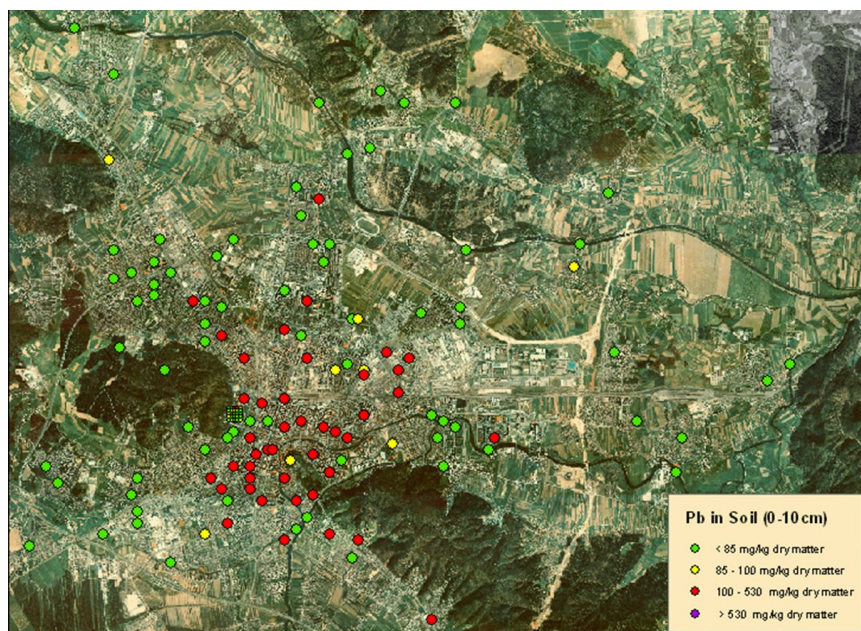 Pb in Soil (0-10cm)
< 85 mg/kg dry matter
85 - 100 mg/kg dry matter
100 - 530 mg/kg dry matter
> 530 mg/kg dry matter